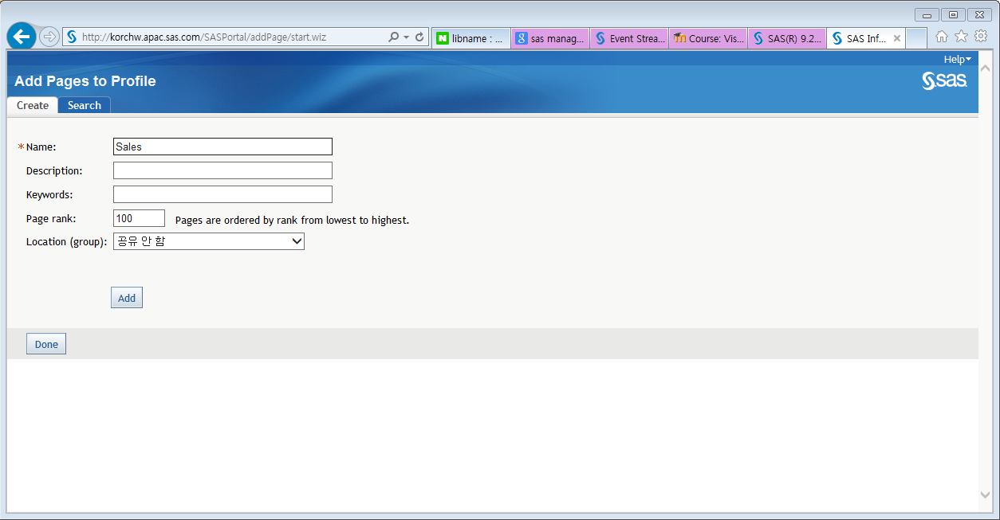 http://korchw.apac.sas.com/SASPortal/addPage/start.wiz
libname : ...
sas manag...
Event Strea...
Course: Vis...
SAS(R) 9.2...
SAS Inf...
Help
Add Pages to Profile
sas
Create Search
* Name: Sales
Description:
Keywords:
Page rank: 100 Pages are ordered by rank from lowest to highest.
Location (group): 공유 안 함
Add
Done